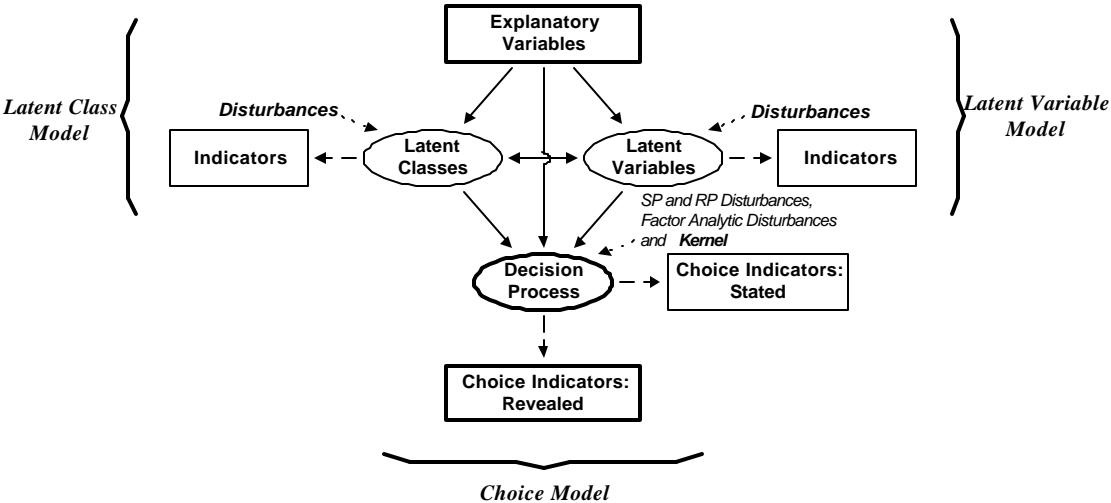 Explanatory
Variables
Latent Class
Model
Disturbances
Disturbances
Latent Variable
Model
Indicators
Latent
Classes
Latent
Variables
Indicators
SP and RP Disturbances,
Factor Analytic Disturbances
and Kernel
Decision
Process
Choice Indicators:
Stated
Choice Indicators:
Revealed
Choice Model